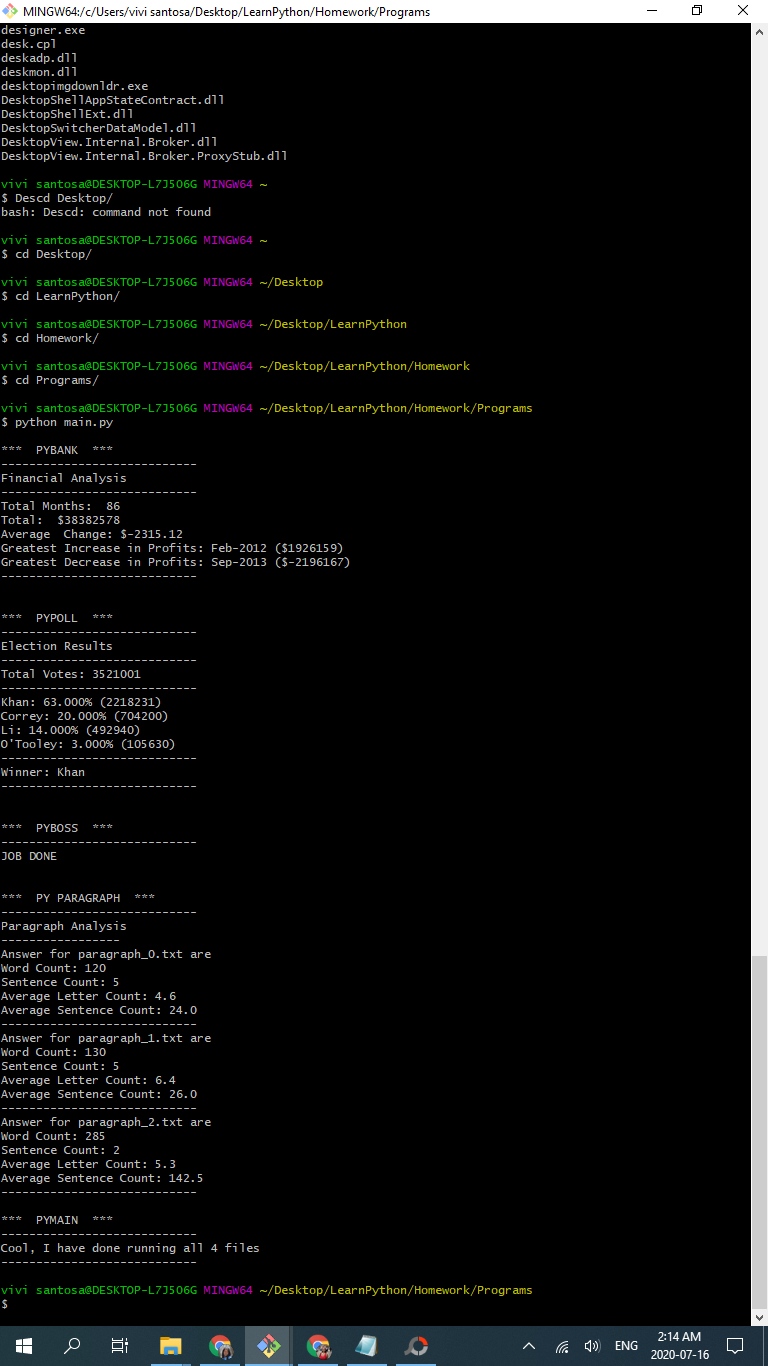 MINGW64:/c/Users/vivi santosa/Desktop/LearnPython/Homework/Programs
designer.exe
desk.cpl
deskadp.dll
deskmon.dll
desktopimgdownldr.exe
DesktopShellAppStateContract.dll
DesktopShellExt.dll
DesktopSwitcherDataModel.dll
DesktopView.Internal.Broker.dll
DesktopView.Internal.Broker.ProxyStub.dll
vivi santosa@DESKTOP-L7J506G MINGW64 ~
$ Descd Desktop/
bash: Descd: command not found
vivi santosa@DESKTOP-L7J506G MINGW64 ~
$ cd Desktop/
vivi santosa@DESKTOP-L7J506G MINGW64 ~/Desktop
$ cd LearnPython/
vivi santosa@DESKTOP-L7J506G MINGW64 ~/Desktop/LearnPython
$ cd Homework/
vivi santosa@DESKTOP-L7J506G MINGW64 ~/Desktop/LearnPython/Homework
$ cd Programs/
vivi santosa@DESKTOP-L7J506G MINGW64 ~/Desktop/LearnPython/Homework/Programs
$ python main.py
*** PYBANK ***
----------------------------
Financial Analysis
----------------------------
Total Months:  86
Total:  $38382578
Average  Change: $-2315.12
Greatest Increase in Profits: Feb-2012 ($1926159)
Greatest Decrease in Profits: Sep-2013 ($-2196167)
----------------------------
*** PYPOLL ***
----------------------------
Election Results
----------------------------
Total Votes: 3521001
----------------------------
Khan: 63.000% (2218231)
Correy: 20.000% (704200)
Li: 14.000% (492940)
O'Tooley: 3.000% (105630)
----------------------------
Winner: Khan
----------------------------
*** PYBOSS ***
----------------------------
JOB DONE
*** PY PARAGRAPH ***
----------------------------
Paragraph Analysis
-----------------
Answer for paragraph_0.txt are
Word Count: 120
Sentence Count: 5
Average Letter Count: 4.6
Average Sentence Count: 24.0
----------------------------
Answer for paragraph_1.txt are
Word Count: 130
Sentence Count: 5
Average Letter Count: 6.4
Average Sentence Count: 26.0
----------------------------
Answer for paragraph_2.txt are
Word Count: 285
Sentence Count: 2
Average Letter Count: 5.3
Average Sentence Count: 142.5
----------------------------
*** PYMAIN ***
----------------------------
Cool, I have done running all 4 files
----------------------------
vivi santosa@DESKTOP-L7J506G MINGW64 ~/Desktop/LearnPython/Homework/Programs
$
ENG
2:14 AM
2020-07-16